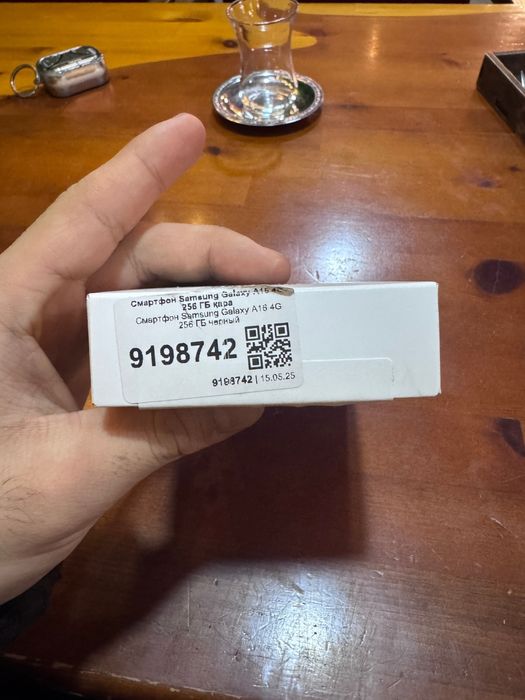 Смартфон Samsung Galaxy A16 4G
256 ГБ қара
Смартфон Samsung Galaxy A16 4G
256 ГБ черный
9198742
9198742 | 15.05.25